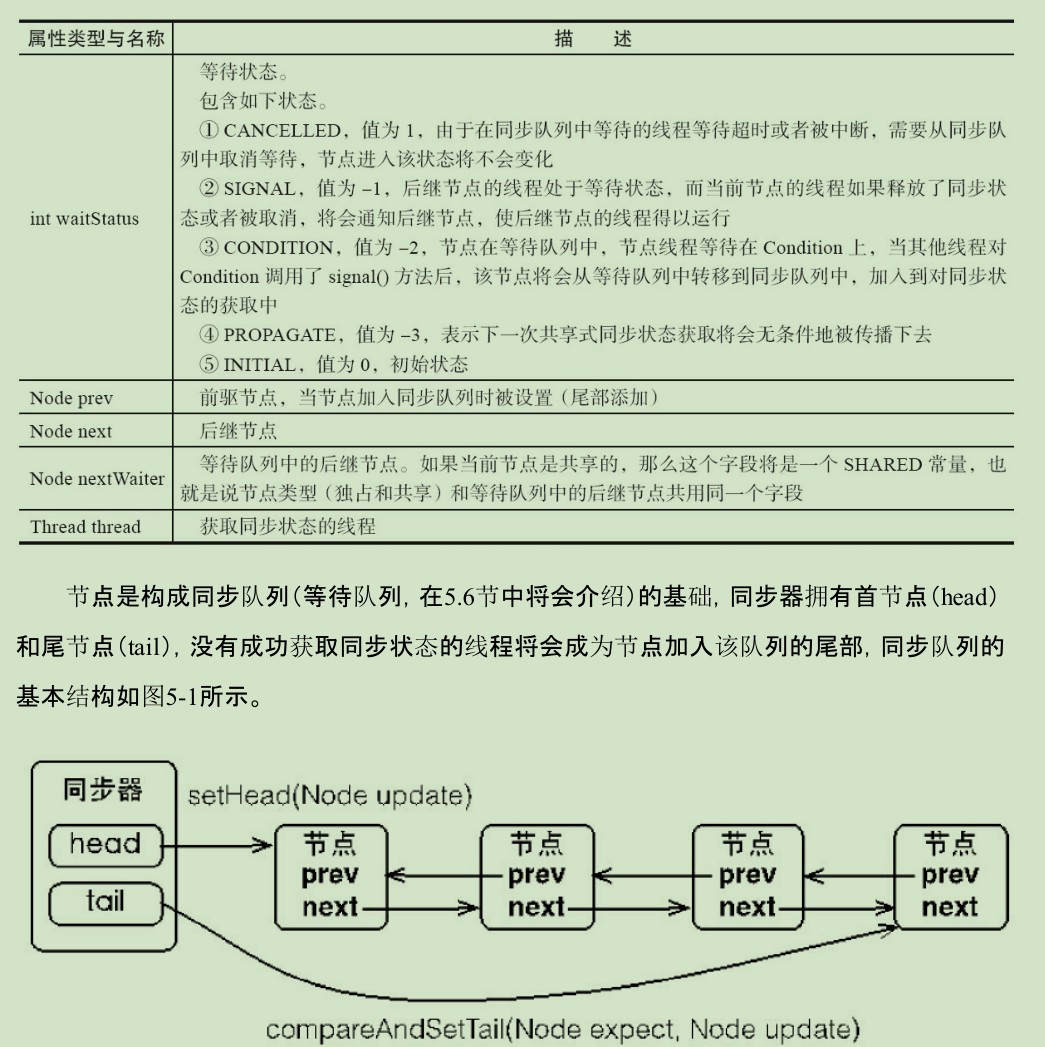 属性类型与名称 描 述
等待状态。
包含如下状态。
① CANCELLED，值为 1，由于在同步队列中等待的线程等待超时或者被中断，需要从同步队
列中取消等待，节点进入该状态将不会变化
② SIGNAL，值为 –1，后继节点的线程处于等待状态，而当前节点的线程如果释放了同步状
int waitStatus 态或者被取消，将会通知后继节点，使后继节点的线程得以运行
③ CONDITION，值为 –2，节点在等待队列中，节点线程等待在 Condition 上，当其他线程对
Condition 调用了 signal() 方法后，该节点将会从等待队列中转移到同步队列中，加入到对同步状
态的获取中
④ PROPAGATE，值为 –3，表示下一次共享式同步状态获取将会无条件地被传播下去
⑤ INITIAL，值为 0，初始状态
Node prev 前驱节点，当节点加入同步队列时被设置（尾部添加）
Node next 后继节点
Node nextWaiter 等待队列中的后继节点。如果当前节点是共享的，那么这个字段将是一个 SHARED 常量，也
就是说节点类型（独占和共享）和等待队列中的后继节点共用同一个字段
Thread thread 获取同步状态的线程
节点是构成同步队列（等待队列，在5.6节中将会介绍）的基础，同步器拥有首节点（head）
和尾节点（tail），没有成功获取同步状态的线程将会成为节点加入该队列的尾部，同步队列的
基本结构如图5-1所示。
同步器
setHead(Node update)
head
tail
节点
prev
next
节点
prev
next
节点
prev
next
节点
prev
next
compareAndSetTail(Node expect, Node update)